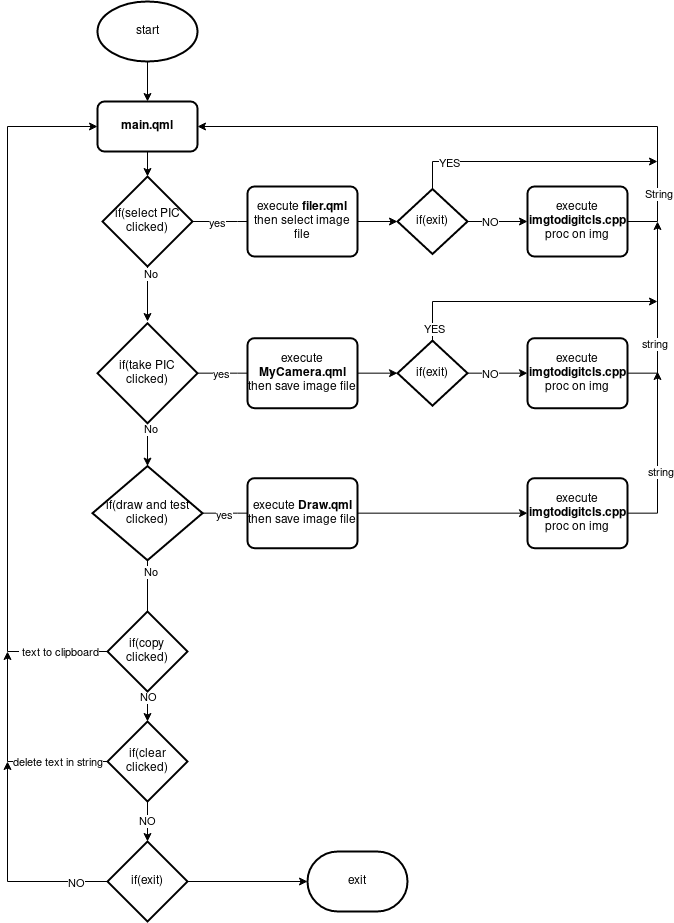 start
main.qml
YES
String
if(select PIC
clicked)
yes
execute filer.qml
then select image
file
if(exit)
NO
execute
imgtodigitcls.cpp
proc on img
No
YES
string
if(take PIC
clicked)
yes
execute
MyCamera.qml
then save image file
if(exit)
NO
execute
imgtodigitcls.cpp
proc on img
No
string
if(draw and test
clicked)
yes
execute Draw.qml
then save image file
execute
imgtodigitcls.cpp
proc on img
No
text to clipboard
if(copy
clicked)
NO
delete text in string
if(clear
clicked)
NO
NO
if(exit)
exit